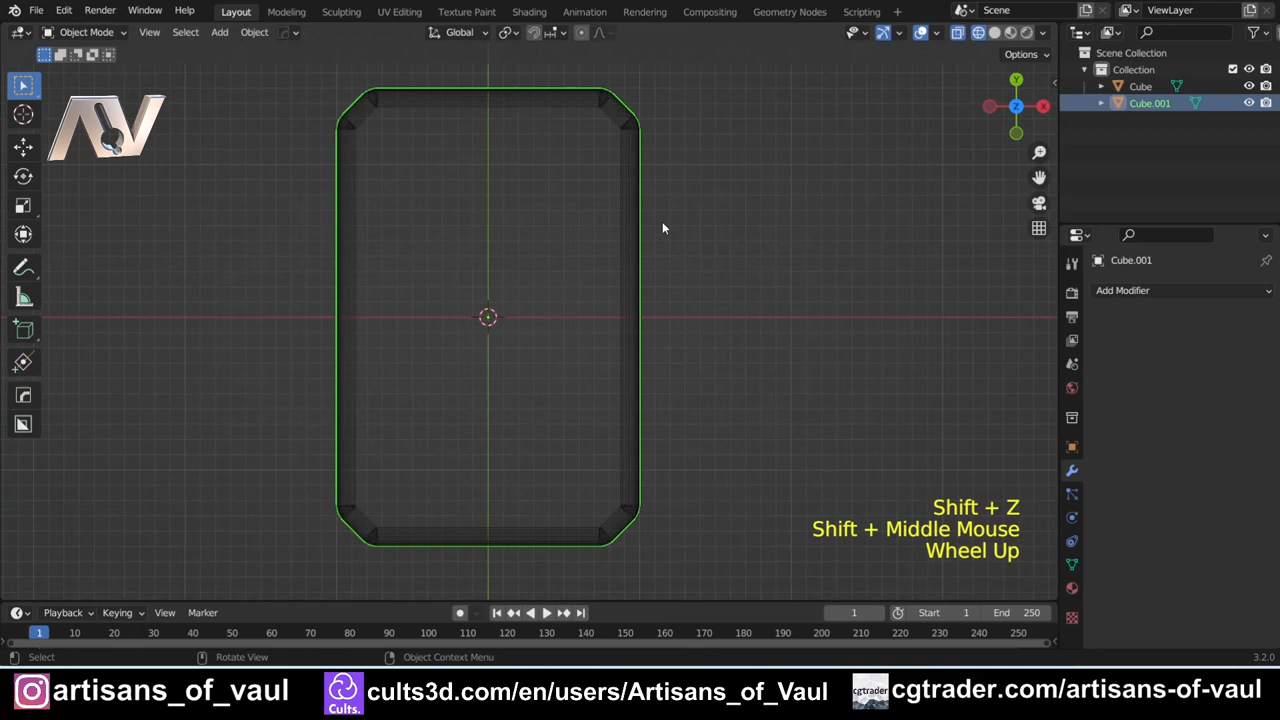 File Edit Render Window Help Layout Modeling Sculpting UV Editing Texture Paint Shading Animation Rendering Compositing Geometry Nodes Scripting + Scene ViewLayer
Object Mode View Select Add Object Global
Options
Scene Collection
Collection
Cube
Cube.001
X
Y
Z
AV
Cube.001
Add Modifier
Shift + Z
Shift + Middle Mouse
Wheel Up
Playback Keying View Marker 1 Start 1 End 250
1 10 20 30 40 50 60 70 80 90 100 110 120 130 140 150 160 170 180 190 200 210 220 230 240 250
Select Rotate View Object Context Menu 3.2.0
artisans_of_vaul Cults. cults3d.com/en/users/Artisans_of_Vaul cgtrader cgtrader.com/artisans-of-vaul